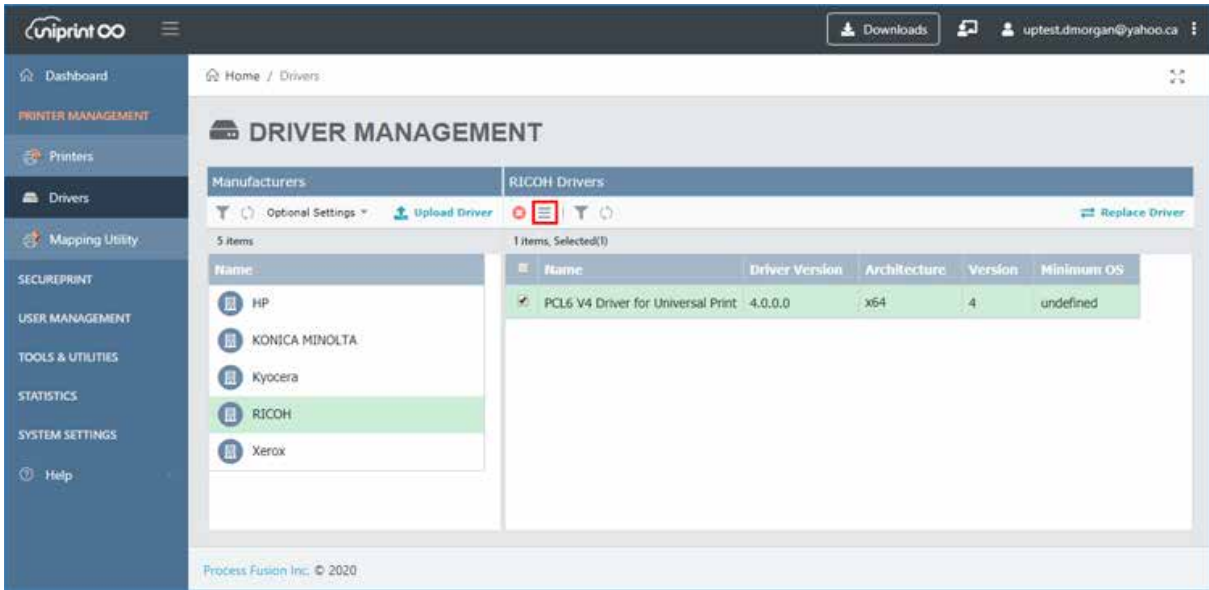 uniprint
Downloads
uptest.dmorgan@yahoo.ca
Dashboard
Home / Drivers
PRINTER MANAGEMENT
DRIVER MANAGEMENT
Printers
Manufacturers
RICOH Drivers
Drivers
Optional Settings
Upload Driver
Replace Driver
Mapping Utility
5 items
1 items, Selected(1)
Name
Name Driver Version Architecture Version Minimum OS
SECUREPRINT
HP
PCL6 V4 Driver for Universal Print 4.0.0.0 x64 4 undefined
USER MANAGEMENT
KONICA MINOLTA
TOOLS & UTILITIES
Kyocera
STATISTICS
RICOH
SYSTEM SETTINGS
Xerox
Help
Process Fusion Inc. © 2020